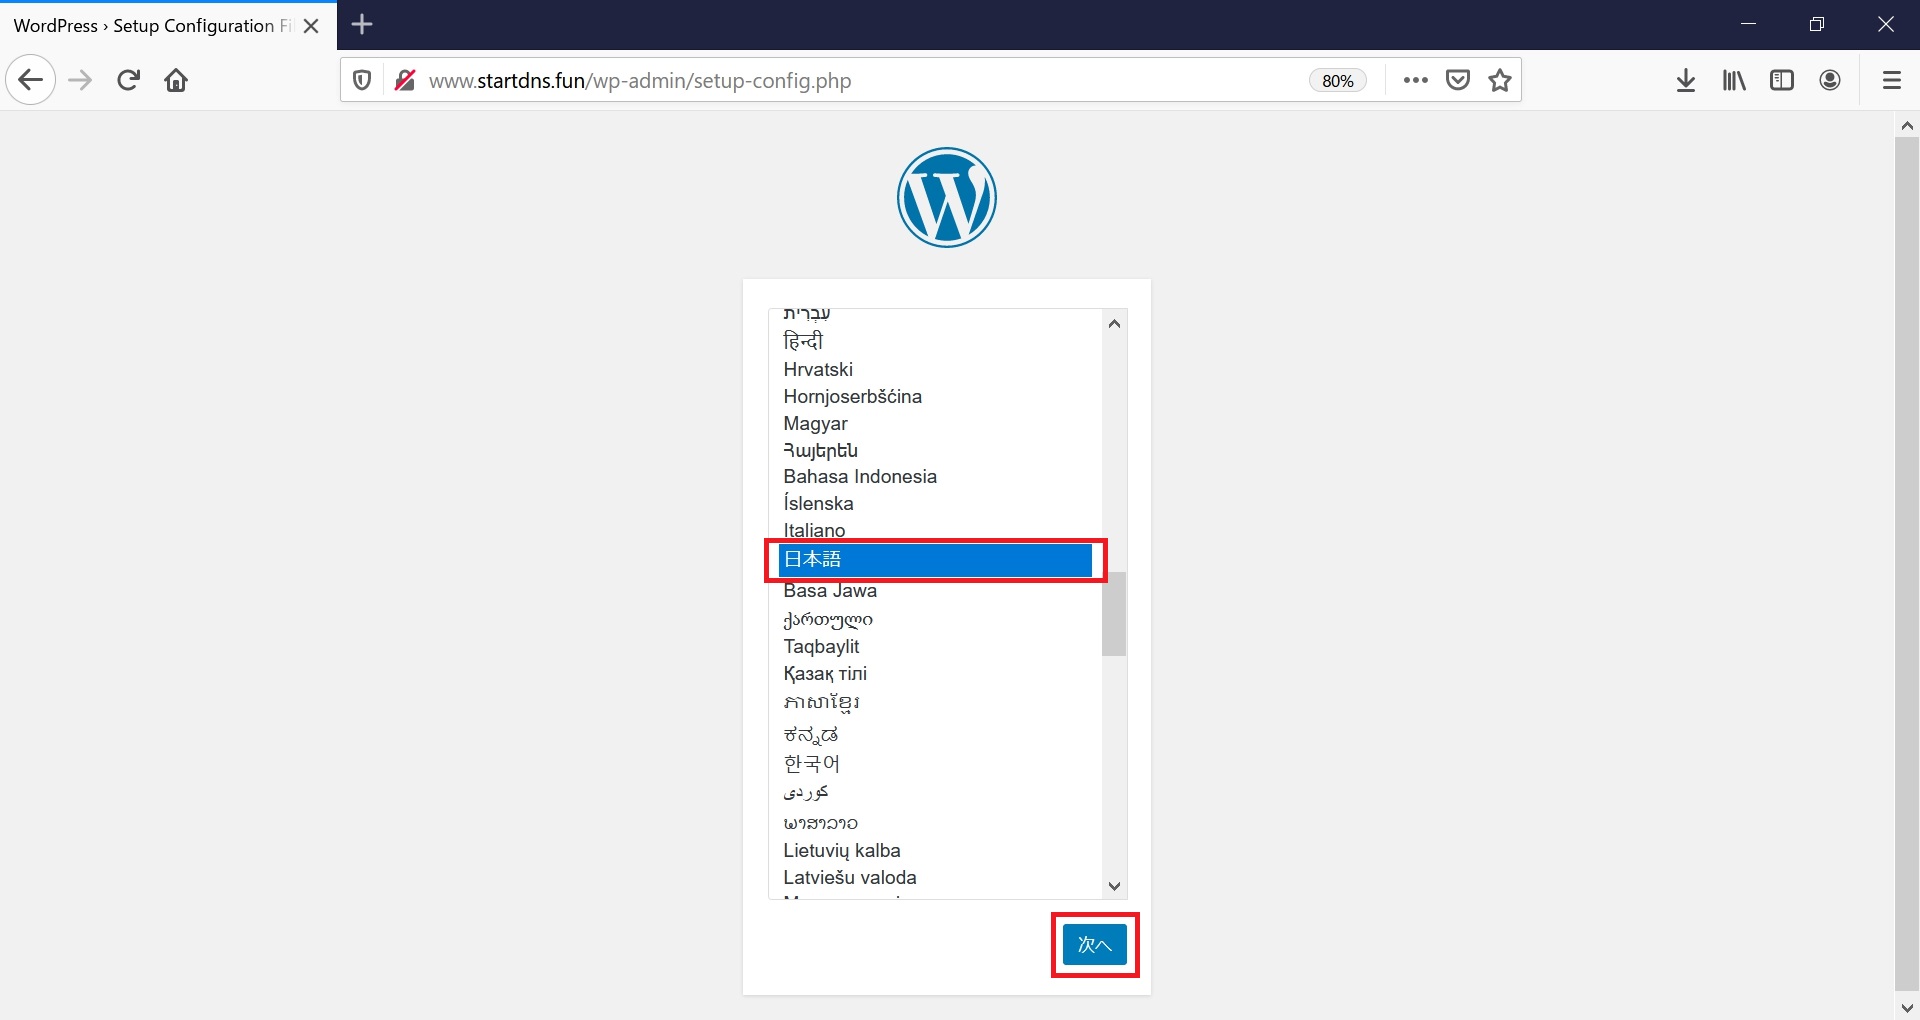 WordPress › Setup Configuration
www.startdns.fun/wp-admin/setup-config.php
80%
עִבְרִית
हिन्दी
Hrvatski
Hornjoserbšćina
Magyar
Հայերեն
Bahasa Indonesia
Íslenska
Italiano
日本語
Basa Jawa
ქართული
Taqbaylit
Қазақ тілі
ភាសាខ្មែរ
ಕನ್ನಡ
한국어
كوردی
ພາສາລາວ
Lietuvių kalba
Latviešu valoda
次へ